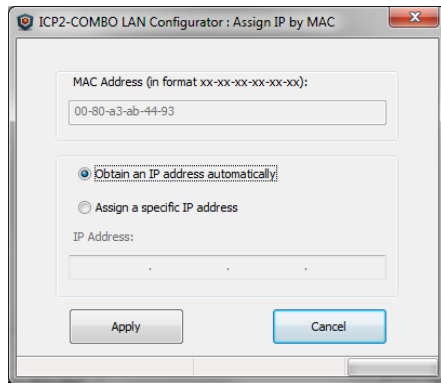 ICP2-COMBO LAN Configurator : Assign IP by MAC
MAC Address (in format xx-xx-xx-xx-xx-xx):
00-80-a3-ab-44-93
Obtain an IP address automatically
Assign a specific IP address
IP Address:
. . .
Apply Cancel